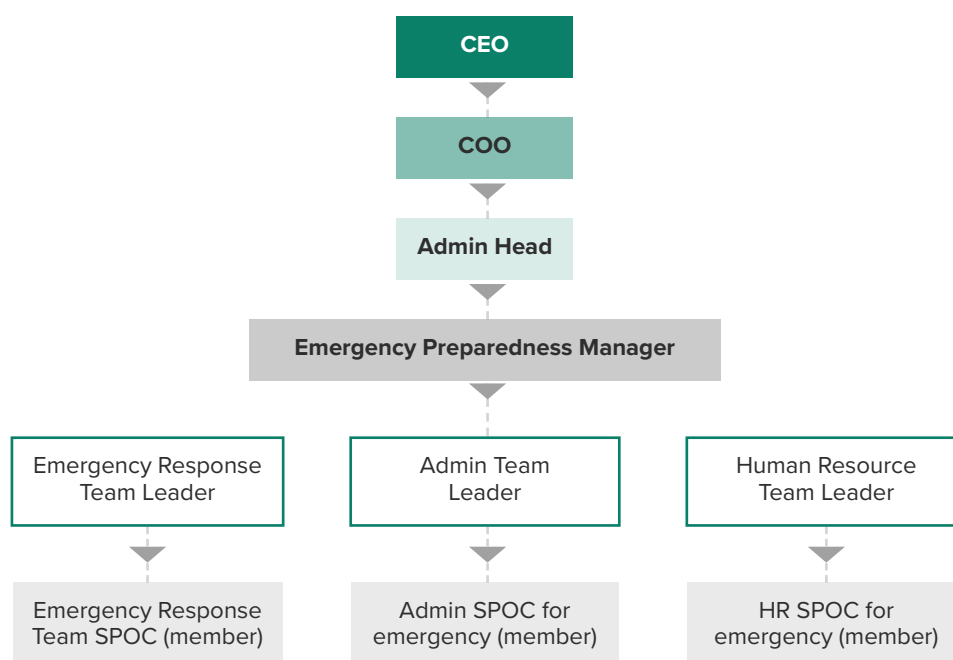 CEO
COO
Admin Head
Emergency Preparedness Manager
Emergency Response
Team Leader
Admin Team
Leader
Human Resource
Team Leader
Emergency Response
Team SPOC (member)
Admin SPOC for
emergency (member)
HR SPOC for
emergency (member)